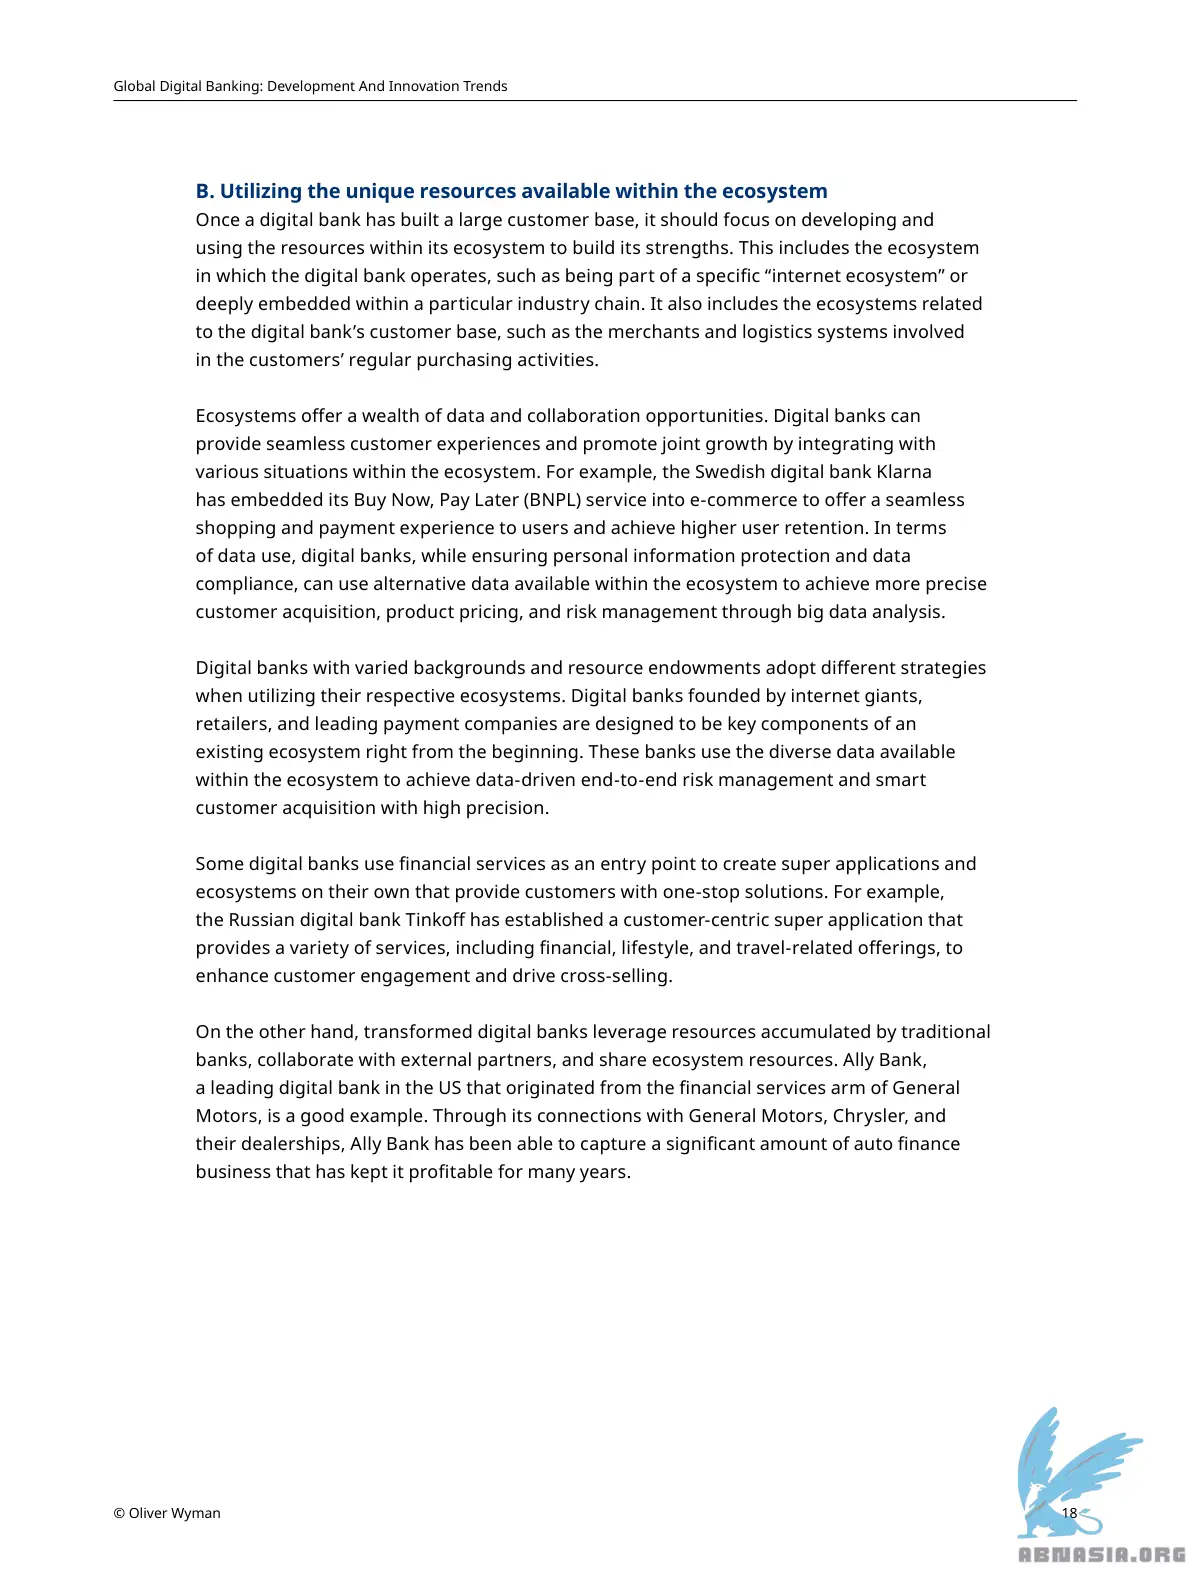 Global Digital Banking: Development And Innovation Trends
B. Utilizing the unique resources available within the ecosystem
Once a digital bank has built a large customer base, it should focus on developing and
using the resources within its ecosystem to build its strengths. This includes the ecosystem
in which the digital bank operates, such as being part of a specific “internet ecosystem” or
deeply embedded within a particular industry chain. It also includes the ecosystems related
to the digital bank’s customer base, such as the merchants and logistics systems involved
in the customers’ regular purchasing activities.
Ecosystems offer a wealth of data and collaboration opportunities. Digital banks can
provide seamless customer experiences and promote joint growth by integrating with
various situations within the ecosystem. For example, the Swedish digital bank Klarna
has embedded its Buy Now, Pay Later (BNPL) service into e-commerce to offer a seamless
shopping and payment experience to users and achieve higher user retention. In terms
of data use, digital banks, while ensuring personal information protection and data
compliance, can use alternative data available within the ecosystem to achieve more precise
customer acquisition, product pricing, and risk management through big data analysis.
Digital banks with varied backgrounds and resource endowments adopt different strategies
when utilizing their respective ecosystems. Digital banks founded by internet giants,
retailers, and leading payment companies are designed to be key components of an
existing ecosystem right from the beginning. These banks use the diverse data available
within the ecosystem to achieve data-driven end-to-end risk management and smart
customer acquisition with high precision.
Some digital banks use financial services as an entry point to create super applications and
ecosystems on their own that provide customers with one-stop solutions. For example,
the Russian digital bank Tinkoff has established a customer-centric super application that
provides a variety of services, including financial, lifestyle, and travel-related offerings, to
enhance customer engagement and drive cross-selling.
On the other hand, transformed digital banks leverage resources accumulated by traditional
banks, collaborate with external partners, and share ecosystem resources. Ally Bank,
a leading digital bank in the US that originated from the financial services arm of General
Motors, is a good example. Through its connections with General Motors, Chrysler, and
their dealerships, Ally Bank has been able to capture a significant amount of auto finance
business that has kept it profitable for many years.
© Oliver Wyman
18
ABNASIA.ORG